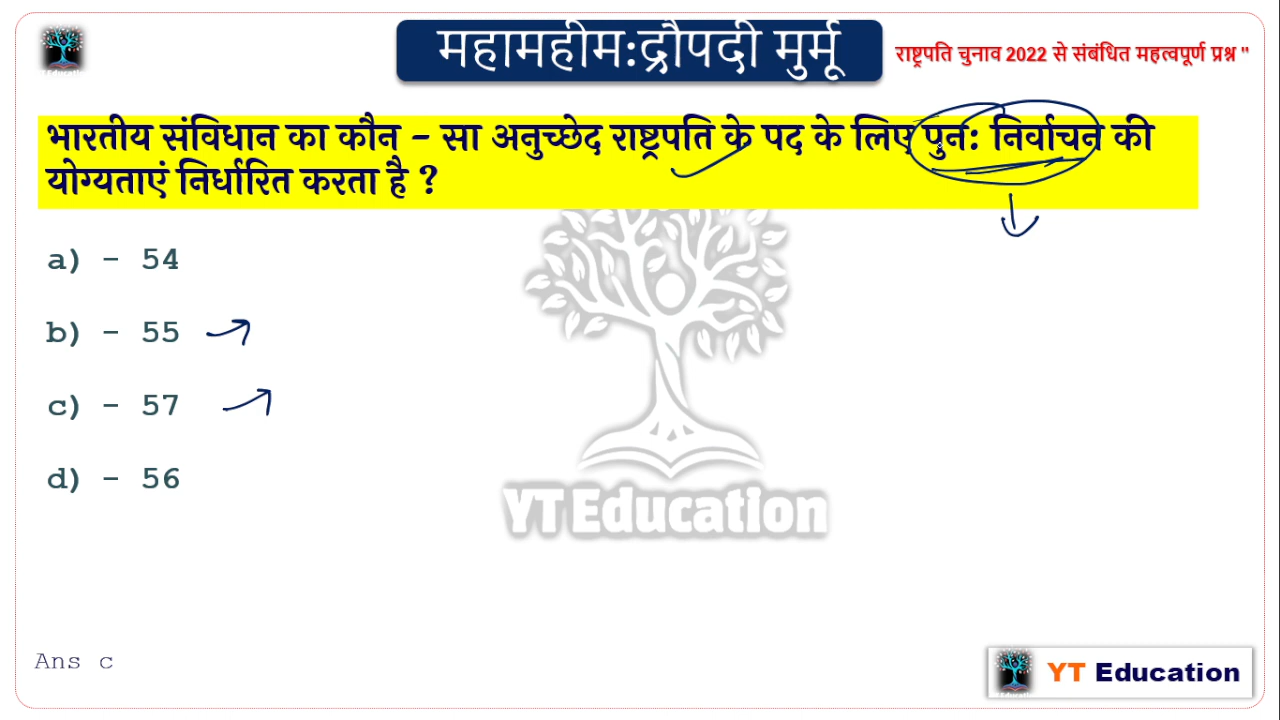 महामहीम:द्रौपदी मुर्मू
राष्ट्रपति चुनाव 2022 से संबंधित महत्वपूर्ण प्रश्न "
भारतीय संविधान का कौन – सा अनुच्छेद राष्ट्रपति के पद के लिए पुन: निर्वाचन की
योग्यताएं निर्धारित करता है ?
a) - 54
b) - 55
c) - 57
d) - 56
YT Education
Ans c
YT Education